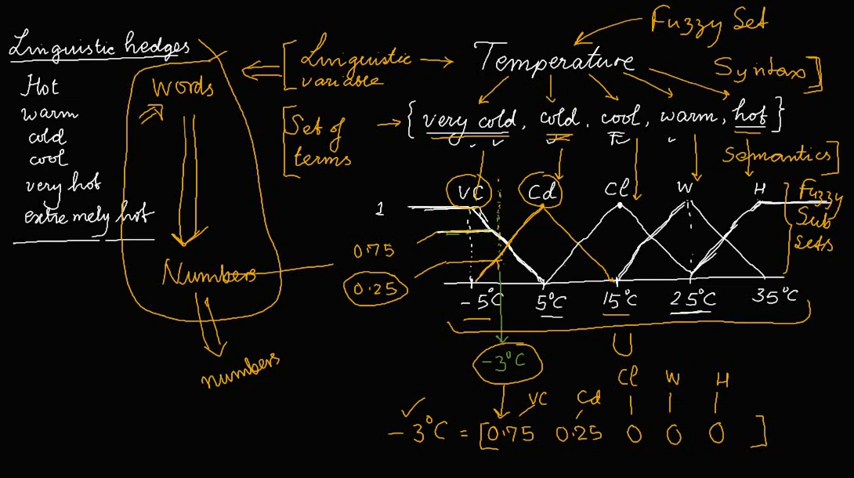 Linguistic hedges
Hot
warm
cold
cool
very hot
extremely hot
words
Numbers
numbers
[Linguistic variable
Fuzzy Set
Temperature
Syntax]
[Set of terms
{very cold, cold, cool, warm, hot}
Semantics]
VC Cd Cl W H
Fuzzy
Sub
Sets
1
0.75
0.25
-5°C 5°C 15°C 25°C 35°C
U
-3°C
VC Cd Cl W H
-3°C = [0.75 0.25 0 0 0 ]